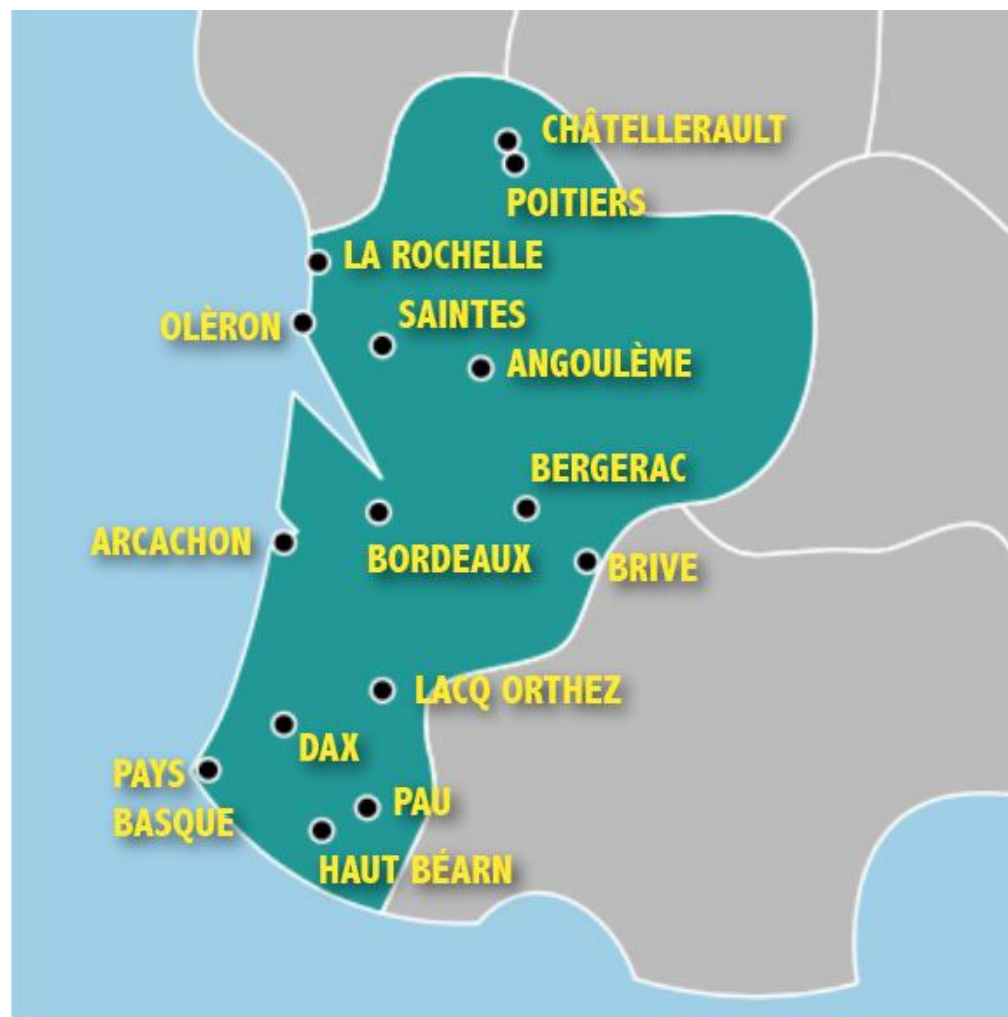 CHÂTELLERAULT
POITIERS
LA ROCHELLE
SAINTES
OLÈRON
ANGOULÈME
BERGERAC
ARCACHON
BORDEAUX
BRIVE
LACQ ORTHEZ
DAX
PAYS
BASQUE
PAU
HAUT BÉARN